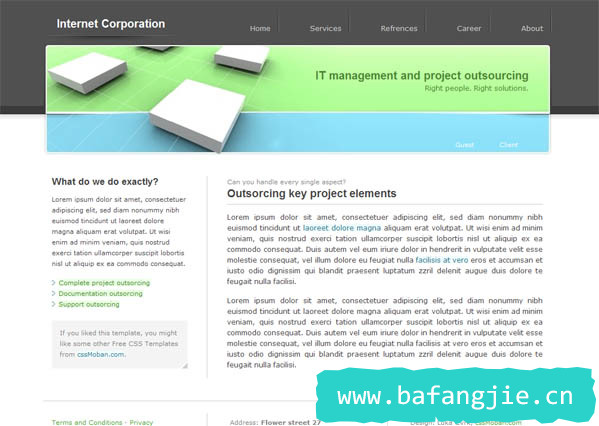 Internet Corporation
Home Services Refrences Career About
IT management and project outsourcing
Right people. Right solutions.
Guest Client
What do we do exactly?
Lorem ipsum dolor sit amet, consectetuer adipiscing elit, sed diam nonummy nibh euismod tincidunt ut laoreet dolore magna aliquam erat volutpat. Ut wisi enim ad minim veniam, quis nostrud exerci tation ullamcorper suscipit lobortis nisl ut aliquip ex ea commodo consequat.
Complete project outsorcing
Documentation outsorcing
Support outsorcing
If you liked this template, you might
like some other Free CSS Templates
from cssMoban.com.
Can you handle every single aspect?
Outsorcing key project elements
Lorem ipsum dolor sit amet, consectetuer adipiscing elit, sed diam nonummy nibh
euismod tincidunt ut laoreet dolore magna aliquam erat volutpat. Ut wisi enim ad minim
veniam, quis nostrud exerci tation ullamcorper suscipit lobortis nisl ut aliquip ex ea
commodo consequat. Duis autem vel eum iriure dolor in hendrerit in vulputate velit esse
molestie consequat, vel illum dolore eu feugiat nulla facilisis at vero eros et accumsan et
iusto odio dignissim qui blandit praesent luptatum zzril delenit augue duis dolore te
feugait nulla facilisi.
Lorem ipsum dolor sit amet, consectetuer adipiscing elit, sed diam nonummy nibh
euismod tincidunt ut laoreet dolore magna aliquam erat volutpat. Ut wisi enim ad minim
veniam, quis nostrud exerci tation ullamcorper suscipit lobortis nisl ut aliquip ex ea
commodo consequat. Duis autem vel eum iriure dolor in hendrerit in vulputate velit esse
molestie consequat, vel illum dolore eu feugiat nulla facilisis at vero eros et accumsan et
iusto odio dignissim qui blandit praesent luptatum zzril delenit augue duis dolore te
feugait nulla facilisi.
www.bafangjie.cn
Terms and Conditions - Privacy
Address: Flower street 27